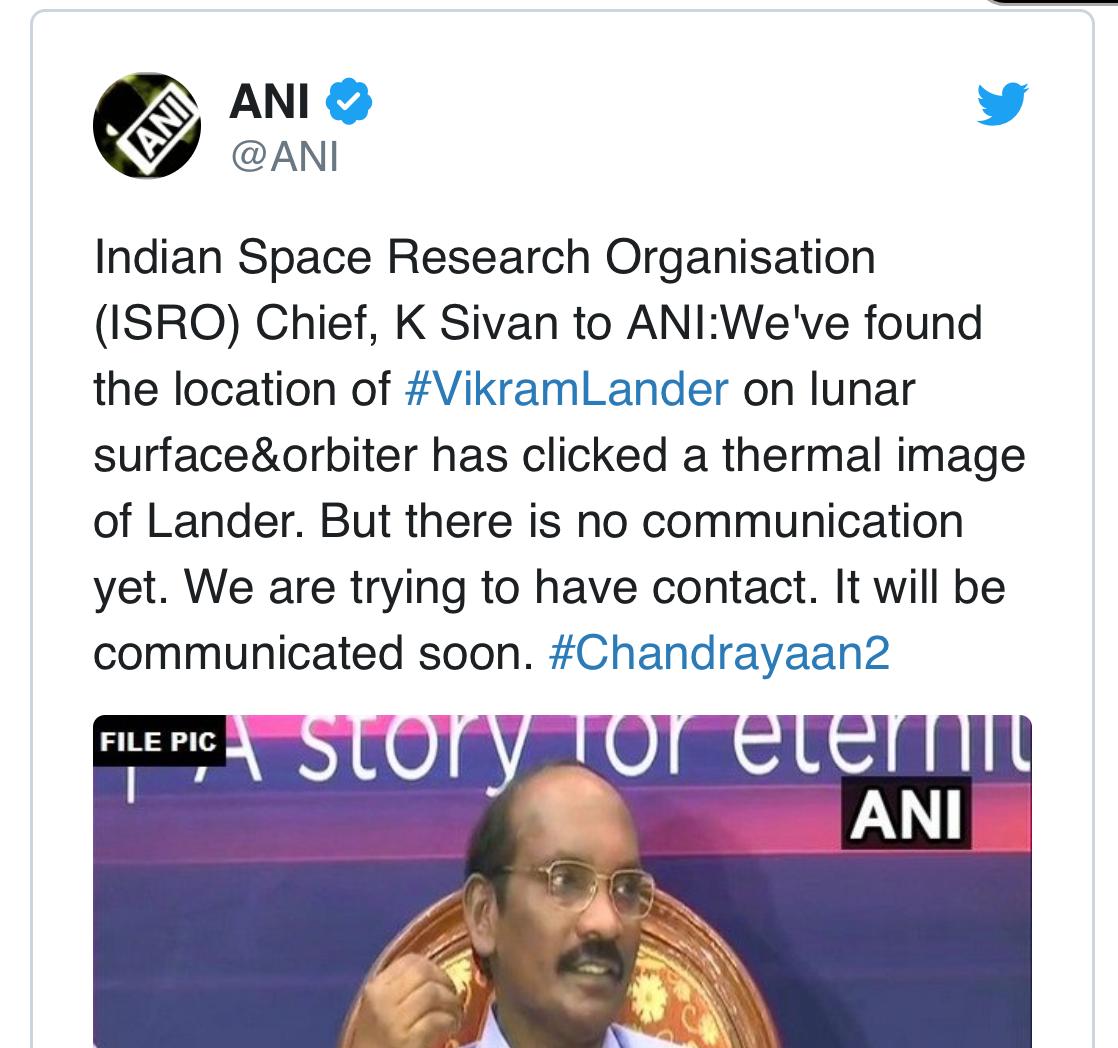 ANI
ANI
@ANI
Indian Space Research Organisation
(ISRO) Chief, K Sivan to ANI:We've found
the location of #VikramLander on lunar
surface&orbiter has clicked a thermal image
of Lander. But there is no communication
yet. We are trying to have contact. It will be
communicated soon. #Chandrayaan2
FILE PIC
A story for eternit
ANI